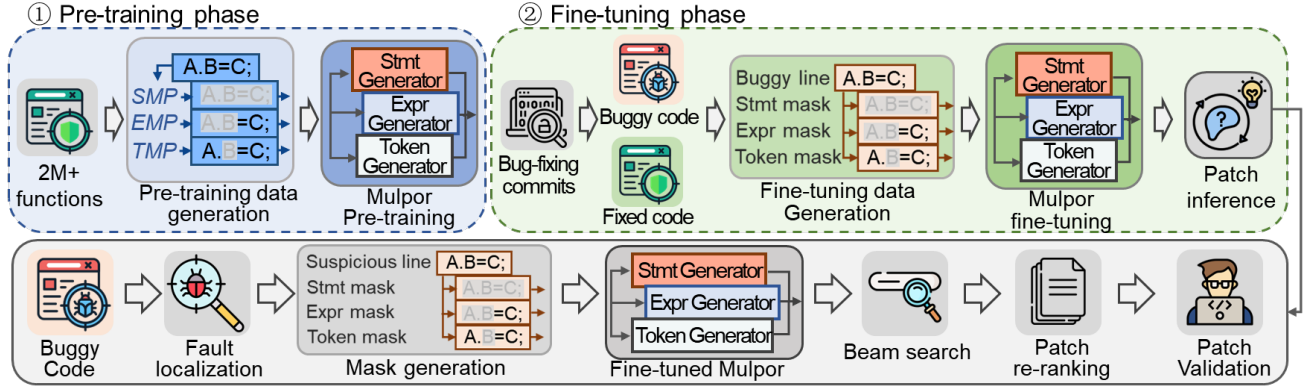 ① Pre-training phase
2M+
functions
A.B=C;
SMP
A.B=C;
EMP
A.B=C;
TMP
A.B=C;
Pre-training data
generation
Stmt
Generator
Expr
Generator
Token
Generator
Mulpor
Pre-training
② Fine-tuning phase
Bug-fixing
commits
Buggy code
Fixed code
Buggy line
A.B=C;
Stmt mask
A.B=C;
Expr mask
A.B=C;
Token mask
A.B=C;
Fine-tuning data
Generation
Stmt
Generator
Expr
Generator
Token
Generator
Mulpor
fine-tuning
Patch
inference
Buggy
Code
Fault
localization
Suspicious line
A.B=C;
Stmt mask
A.B=C;
Expr mask
A.B=C;
Token mask
A.B=C;
Mask generation
Stmt Generator
Expr Generator
Token Generator
Fine-tuned Mulpor
Beam search
Patch
re-ranking
Patch
Validation